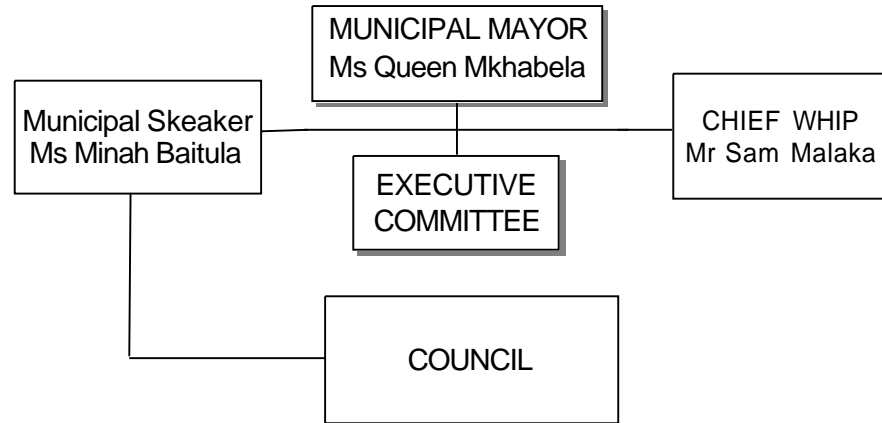 MUNICIPAL MAYOR
Ms Queen Mkhabela
Municipal Skeaker
Ms Minah Baitula
CHIEF WHIP
Mr Sam Malaka
EXECUTIVE
COMMITTEE
COUNCIL